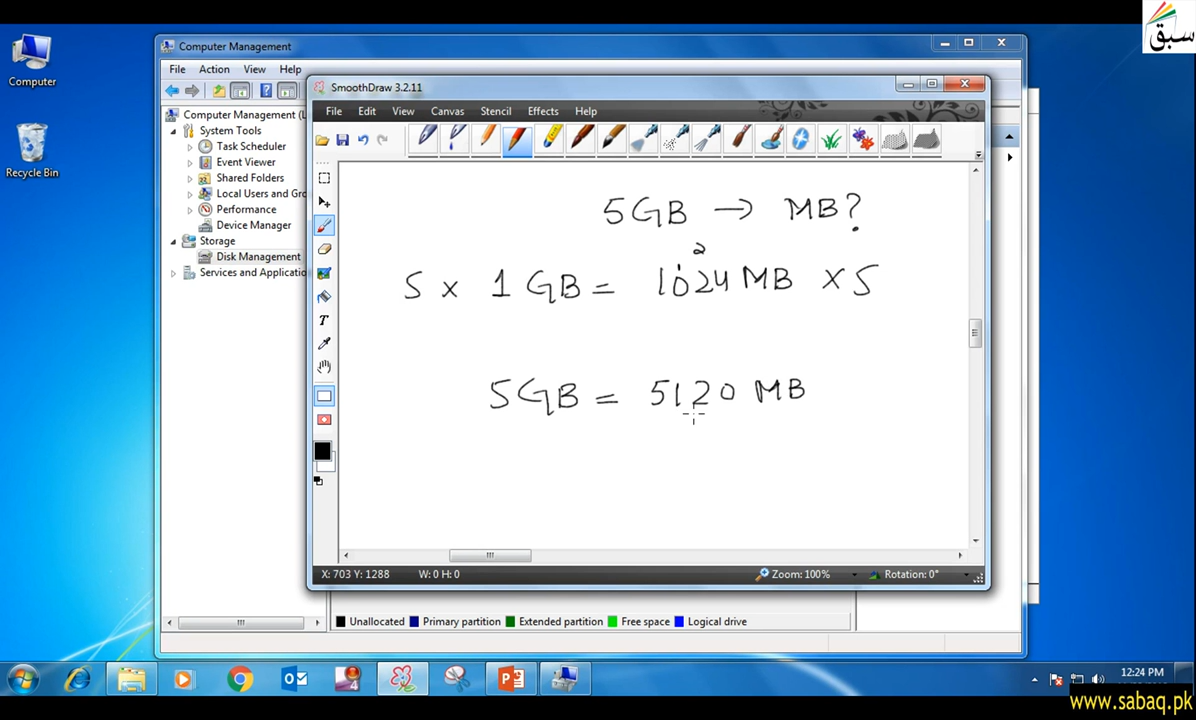 سبق
Computer Management
File Action View Help
Computer
Recycle Bin
Computer Management (L
System Tools
Task Scheduler
Event Viewer
Shared Folders
Local Users and Gro
Performance
Device Manager
Storage
Disk Management
Services and Applicatio
SmoothDraw 3.2.11
File Edit View Canvas Stencil Effects Help
5GB → MB?
2
5 x 1 GB = 1024 MB x 5
5GB = 5120 MB
X: 703 Y: 1288 W: 0 H: 0 Zoom: 100% Rotation: 0°
Unallocated Primary partition Extended partition Free space Logical drive
12:24 PM
www.sabaq.pk